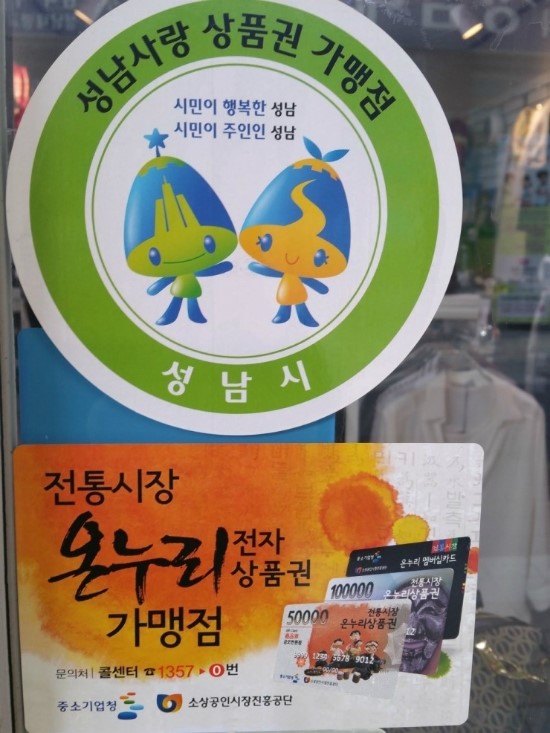 성남사랑 상품권 가맹점
시민이 행복한 성남
시민이 주인인 성남
성남시
전통시장
온누리 전자
상품권
가맹점
문의처 | 콜센터 ☎ 1357 ▶ 0번
중소기업청 소상공인시장진흥공단
온누리 멤버십카드
100000 전통시장
온누리상품권
50000 전통시장
온누리상품권
5678 9012